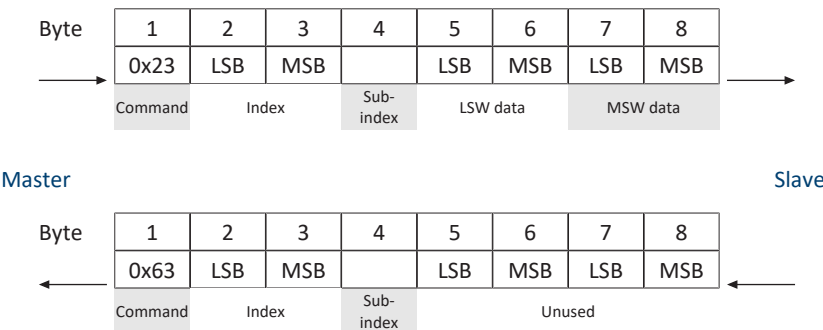 Byte 1 2 3 4 5 6 7 8
0x23 LSB MSB LSB MSB LSB MSB
Command Index Sub-index LSW data MSW data
Master Slave
Byte 1 2 3 4 5 6 7 8
0x63 LSB MSB LSB MSB LSB MSB
Command Index Sub-index Unused